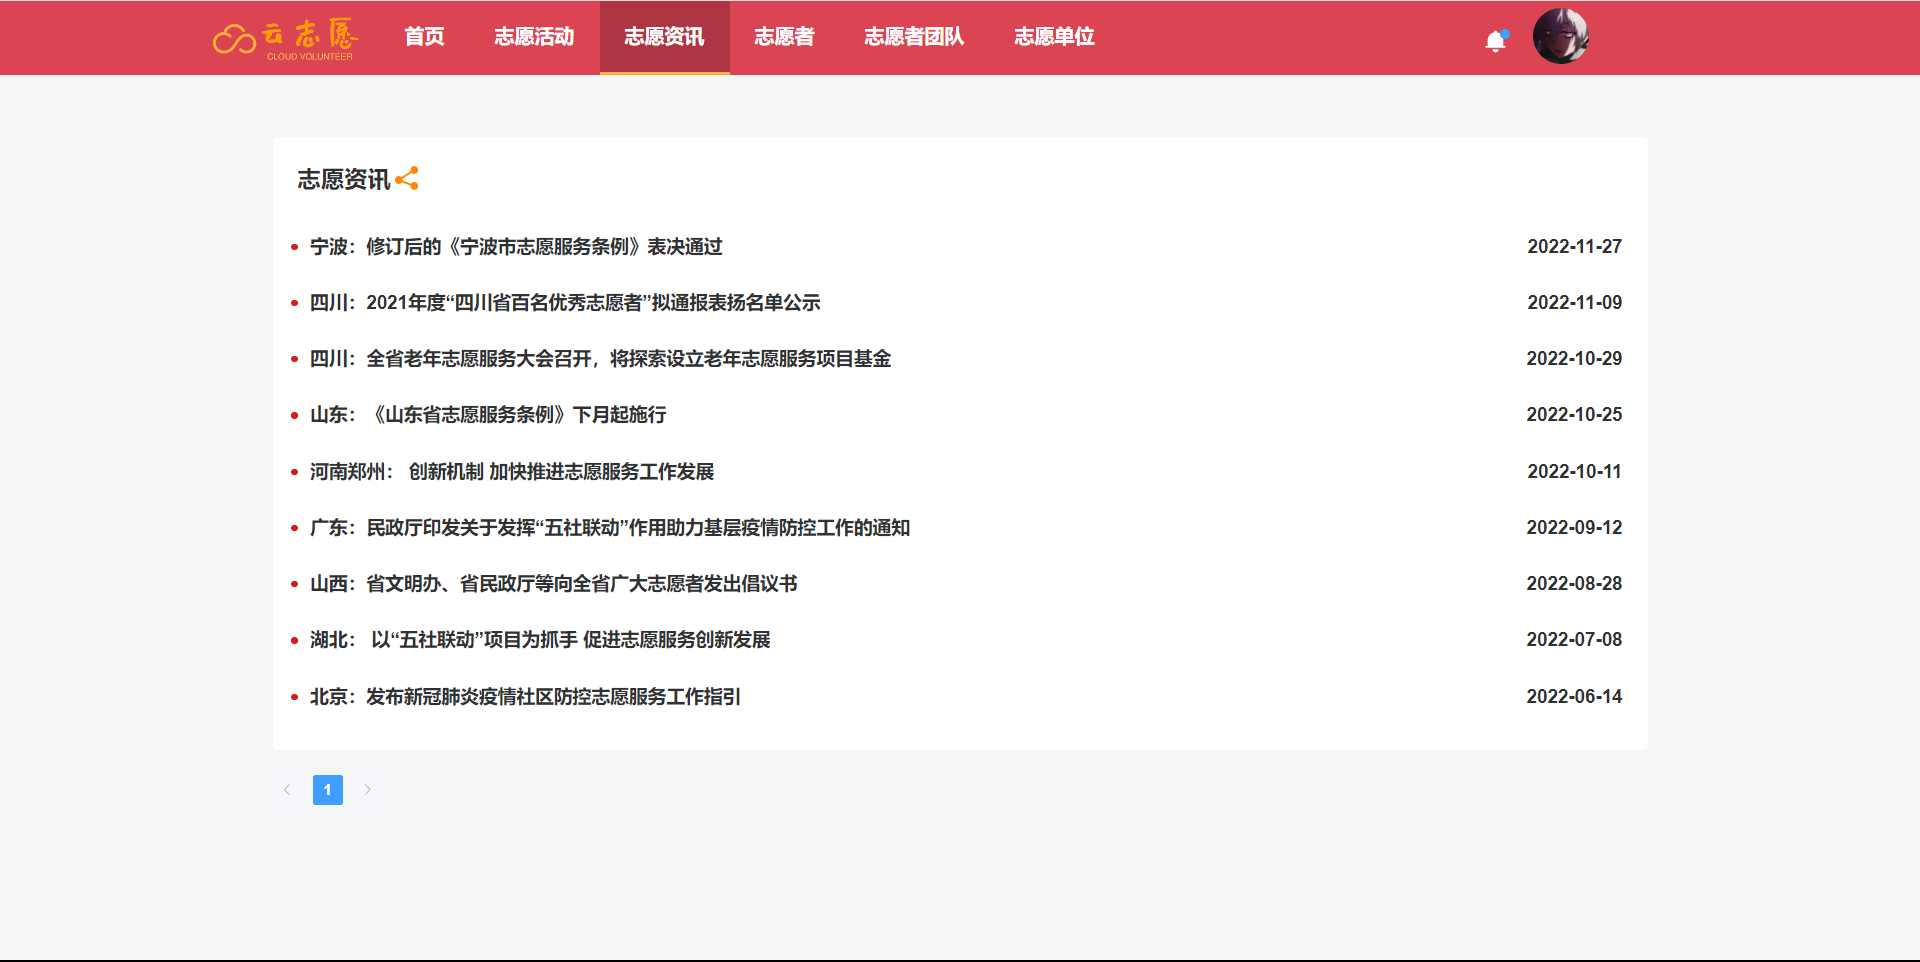 云志愿
CLOUD VOLUNTEER
首页 志愿活动 志愿资讯 志愿者 志愿者团队 志愿单位
志愿资讯
宁波：修订后的《宁波市志愿服务条例》表决通过 2022-11-27
四川：2021年度“四川省百名优秀志愿者”拟通报表扬名单公示 2022-11-09
四川：全省老年志愿服务大会召开，将探索设立老年志愿服务项目基金 2022-10-29
山东：《山东省志愿服务条例》下月起施行 2022-10-25
河南郑州： 创新机制 加快推进志愿服务工作发展 2022-10-11
广东：民政厅印发关于发挥“五社联动”作用助力基层疫情防控工作的通知 2022-09-12
山西：省文明办、省民政厅等向全省广大志愿者发出倡议书 2022-08-28
湖北： 以“五社联动”项目为抓手 促进志愿服务创新发展 2022-07-08
北京：发布新冠肺炎疫情社区防控志愿服务工作指引 2022-06-14
1